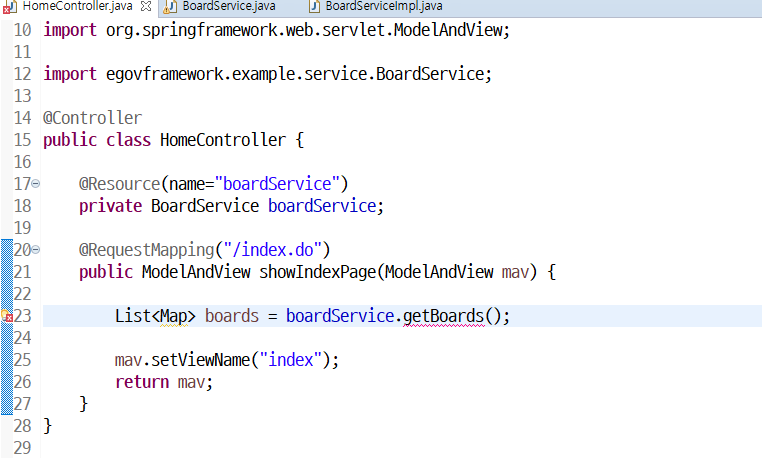 HomeController.java BoardService.java BoardServiceImpl.java
10 import org.springframework.web.servlet.ModelAndView;
11
12 import egovframework.example.service.BoardService;
13
14 @Controller
15 public class HomeController {
16
17 @Resource(name="boardService")
18 private BoardService boardService;
19
20 @RequestMapping("/index.do")
21 public ModelAndView showIndexPage(ModelAndView mav) {
22
23 List<Map> boards = boardService.getBoards();
24
25 mav.setViewName("index");
26 return mav;
27 }
28 }
29